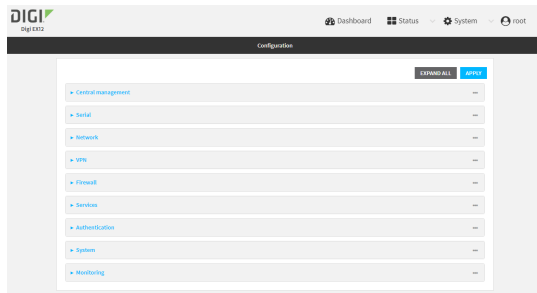 DIGI
Digi EX12
Dashboard Status System root
Configuration
EXPAND ALL APPLY
Central management
Serial
Network
VPN
Firewall
Services
Authentication
System
Monitoring